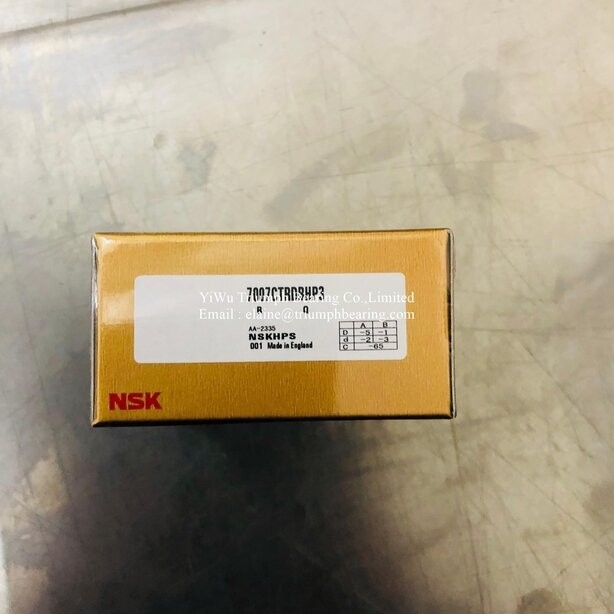 7007CTRDSHP3
YiWu Triumph Bearing Co.,Limited
Email : elaine@triumphbearing.com
AA-2335
NSKHPS
001 Made in England
A B
D -5 -1
d -2 -3
C -65
NSK